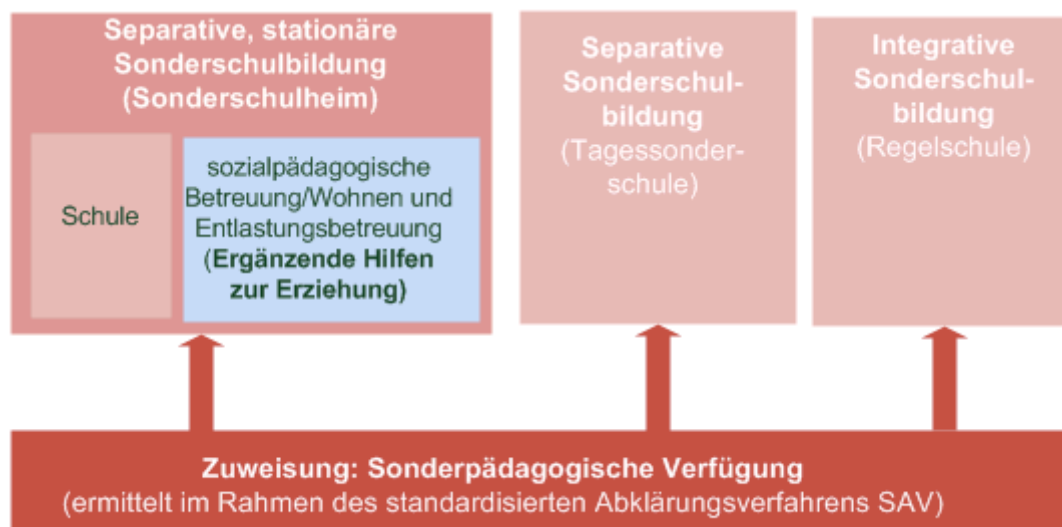 Separative, stationäre
Sonderschulbildung
(Sonderschulheim)
Schule
sozialpädagogische
Betreuung/Wohnen und
Entlastungsbetreuung
(Ergänzende Hilfen
zur Erziehung)
Separative
Sonderschul-
bildung
(Tagessonder-
schule)
Integrative
Sonderschul-
bildung
(Regelschule)
Zuweisung: Sonderpädagogische Verfügung
(ermittelt im Rahmen des standardisierten Abklärungsverfahrens SAV)